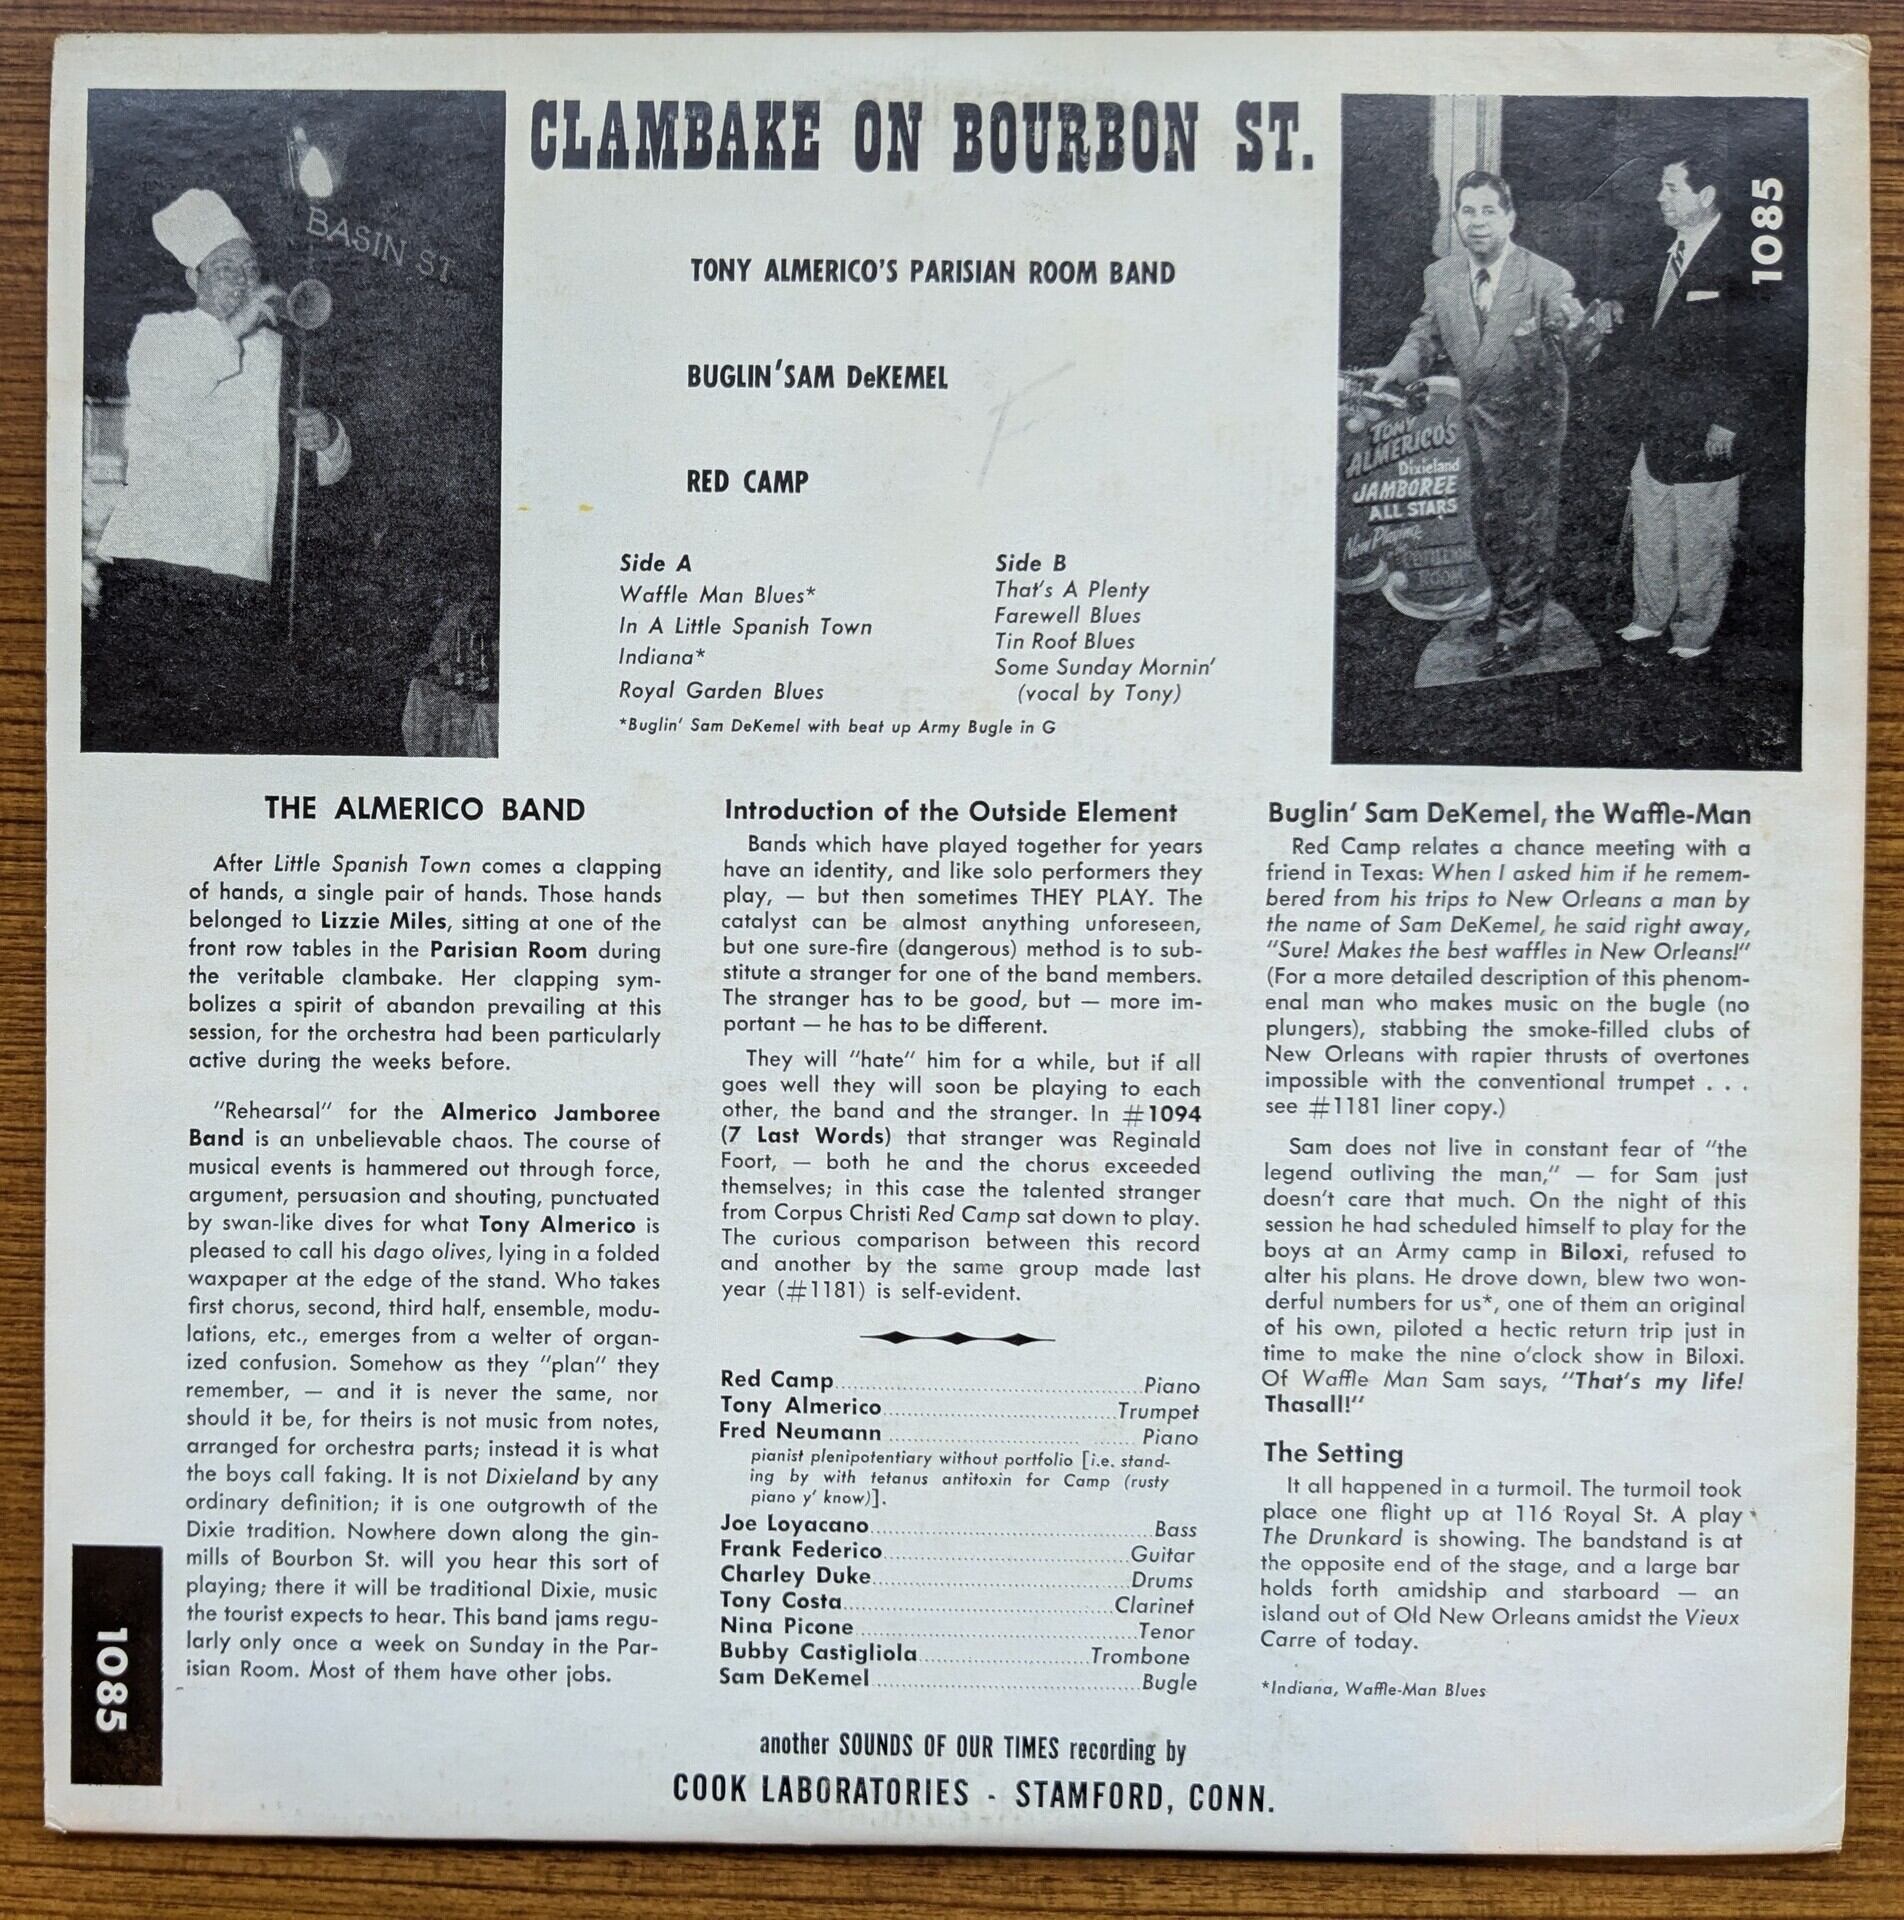 CLAMBAKE ON BOURBON ST.
BASIN ST
1085
TONY ALMERICO'S PARISIAN ROOM BAND
BUGLIN' SAM DeKEMEL
RED CAMP
TONY
ALMERICO'S
Dixieland
JAMBOREE
ALL STARS
Now Playing
ROOM
Side A
Waffle Man Blues*
In A Little Spanish Town
Indiana*
Royal Garden Blues
Side B
That's A Plenty
Farewell Blues
Tin Roof Blues
Some Sunday Mornin'
(vocal by Tony)
*Buglin' Sam DeKemel with beat up Army Bugle in G
THE ALMERICO BAND
After Little Spanish Town comes a clapping
of hands, a single pair of hands. Those hands
belonged to Lizzie Miles, sitting at one of the
front row tables in the Parisian Room during
the veritable clambake. Her clapping sym-
bolizes a spirit of abandon prevailing at this
session, for the orchestra had been particularly
active during the weeks before.
"Rehearsal" for the Almerico Jamboree
Band is an unbelievable chaos. The course of
musical events is hammered out through force,
argument, persuasion and shouting, punctuated
by swan-like dives for what Tony Almerico is
pleased to call his dago olives, lying in a folded
waxpaper at the edge of the stand. Who takes
first chorus, second, third half, ensemble, modu-
lations, etc., emerges from a welter of organ-
ized confusion. Somehow as they "plan" they
remember, — and it is never the same, nor
should it be, for theirs is not music from notes,
arranged for orchestra parts; instead it is what
the boys call faking. It is not Dixieland by any
ordinary definition; it is one outgrowth of the
Dixie tradition. Nowhere down along the gin-
mills of Bourbon St. will you hear this sort of
playing; there it will be traditional Dixie, music
the tourist expects to hear. This band jams regu-
larly only once a week on Sunday in the Par-
isian Room. Most of them have other jobs.
Introduction of the Outside Element
Bands which have played together for years
have an identity, and like solo performers they
play, — but then sometimes THEY PLAY. The
catalyst can be almost anything unforeseen,
but one sure-fire (dangerous) method is to sub-
stitute a stranger for one of the band members.
The stranger has to be good, but — more im-
portant — he has to be different.
They will "hate" him for a while, but if all
goes well they will soon be playing to each
other, the band and the stranger. In #1094
(7 Last Words) that stranger was Reginald
Foort, — both he and the chorus exceeded
themselves; in this case the talented stranger
from Corpus Christi Red Camp sat down to play.
The curious comparison between this record
and another by the same group made last
year (#1181) is self-evident.
Red Camp Piano
Tony Almerico Trumpet
Fred Neumann Piano
pianist plenipotentiary without portfolio [i.e. stand-
ing by with tetanus antitoxin for Camp (rusty
piano y' know)].
Joe Loyacano Bass
Frank Federico Guitar
Charley Duke Drums
Tony Costa Clarinet
Nina Picone Tenor
Bubby Castigliola Trombone
Sam DeKemel Bugle
Buglin' Sam DeKemel, the Waffle-Man
Red Camp relates a chance meeting with a
friend in Texas: When I asked him if he remem-
bered from his trips to New Orleans a man by
the name of Sam DeKemel, he said right away,
"Sure! Makes the best waffles in New Orleans!"
(For a more detailed description of this phenom-
enal man who makes music on the bugle (no
plungers), stabbing the smoke-filled clubs of
New Orleans with rapier thrusts of overtones
impossible with the conventional trumpet . . .
see #1181 liner copy.)
Sam does not live in constant fear of "the
legend outliving the man," — for Sam just
doesn't care that much. On the night of this
session he had scheduled himself to play for the
boys at an Army camp in Biloxi, refused to
alter his plans. He drove down, blew two won-
derful numbers for us*, one of them an original
of his own, piloted a hectic return trip just in
time to make the nine o'clock show in Biloxi.
Of Waffle Man Sam says, "That's my life!
Thasall!"
The Setting
It all happened in a turmoil. The turmoil took
place one flight up at 116 Royal St. A play
The Drunkard is showing. The bandstand is at
the opposite end of the stage, and a large bar
holds forth amidship and starboard — an
island out of Old New Orleans amidst the Vieux
Carre of today.
*Indiana, Waffle-Man Blues
1085
another SOUNDS OF OUR TIMES recording by
COOK LABORATORIES - STAMFORD, CONN.